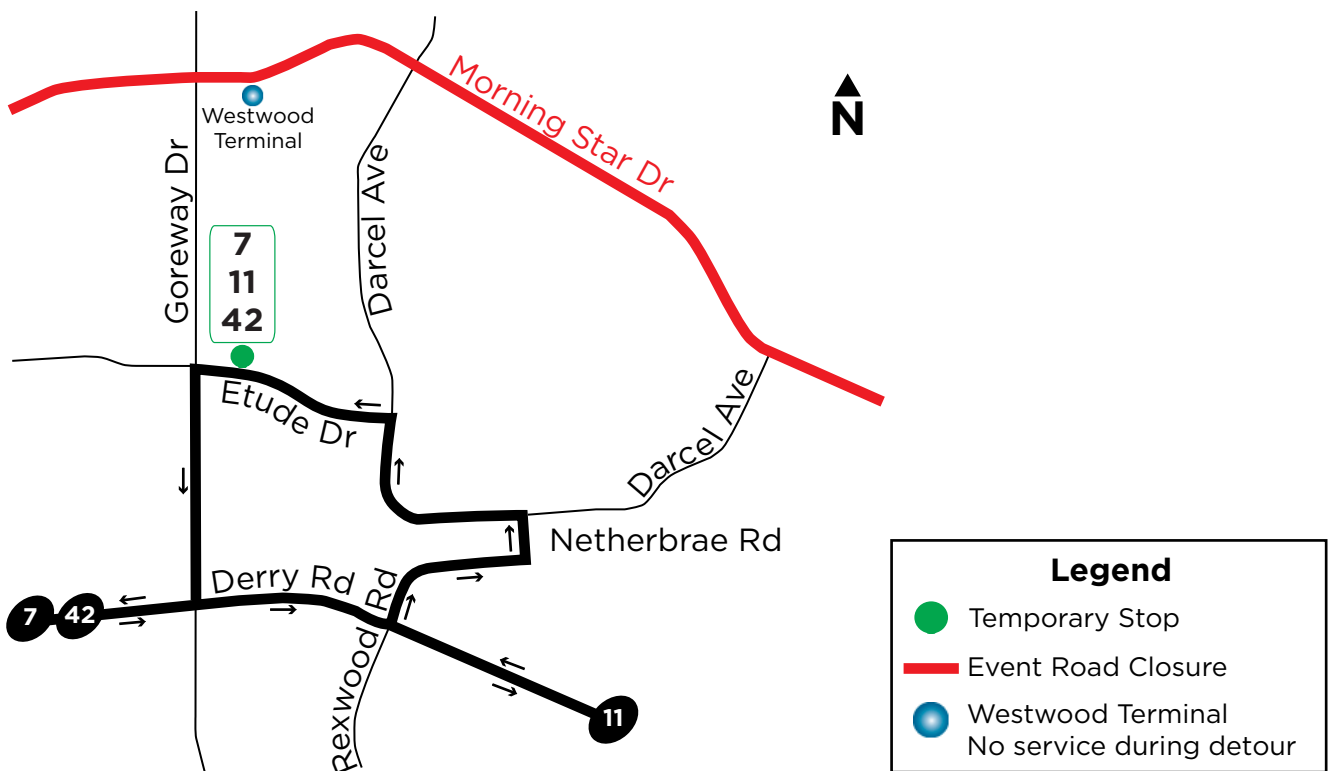 Morning Star Dr
N
Westwood
Terminal
Goreway Dr
Darcel Ave
7
11
42
Etude Dr
Darcel Ave
Netherbrae Rd
Derry Rd
Rexwood Rd
7
42
11
Legend
Temporary Stop
Event Road Closure
Westwood Terminal
No service during detour